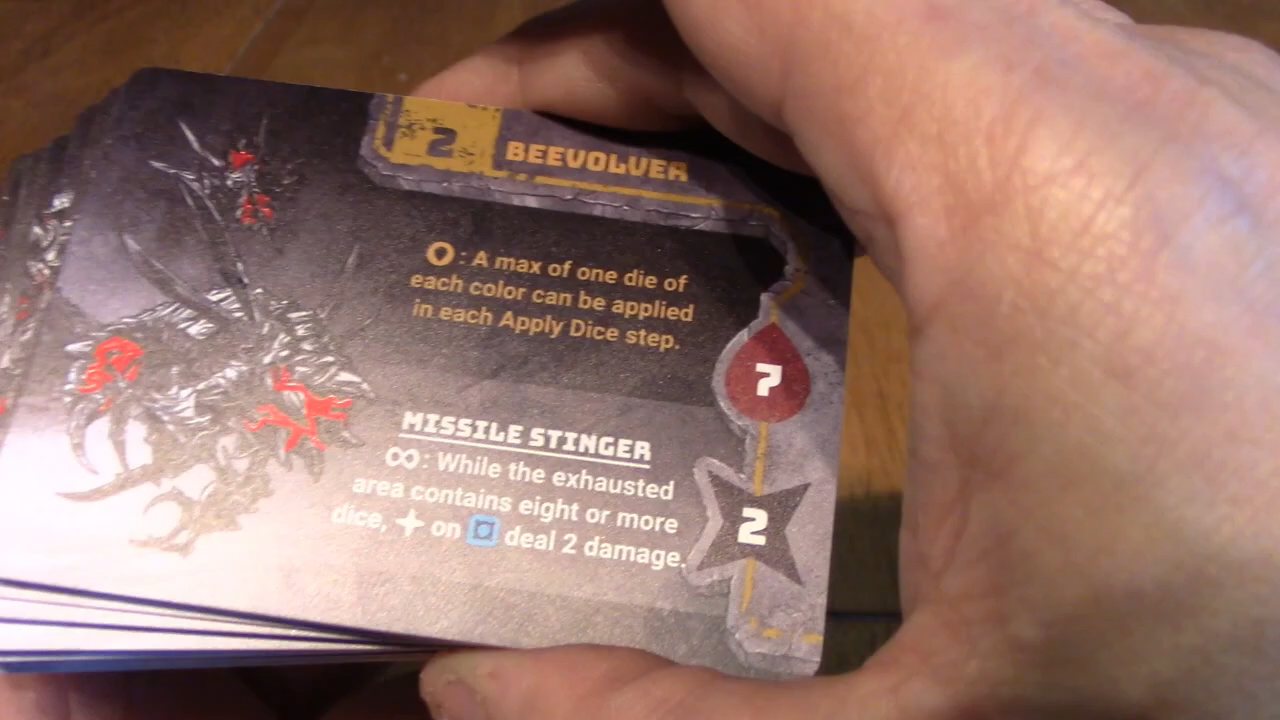 2 BEEVOLVER
: A max of one die of
each color can be applied
in each Apply Dice step.
7
MISSILE STINGER
∞: While the exhausted
area contains eight or more
dice, on deal 2 damage.
2